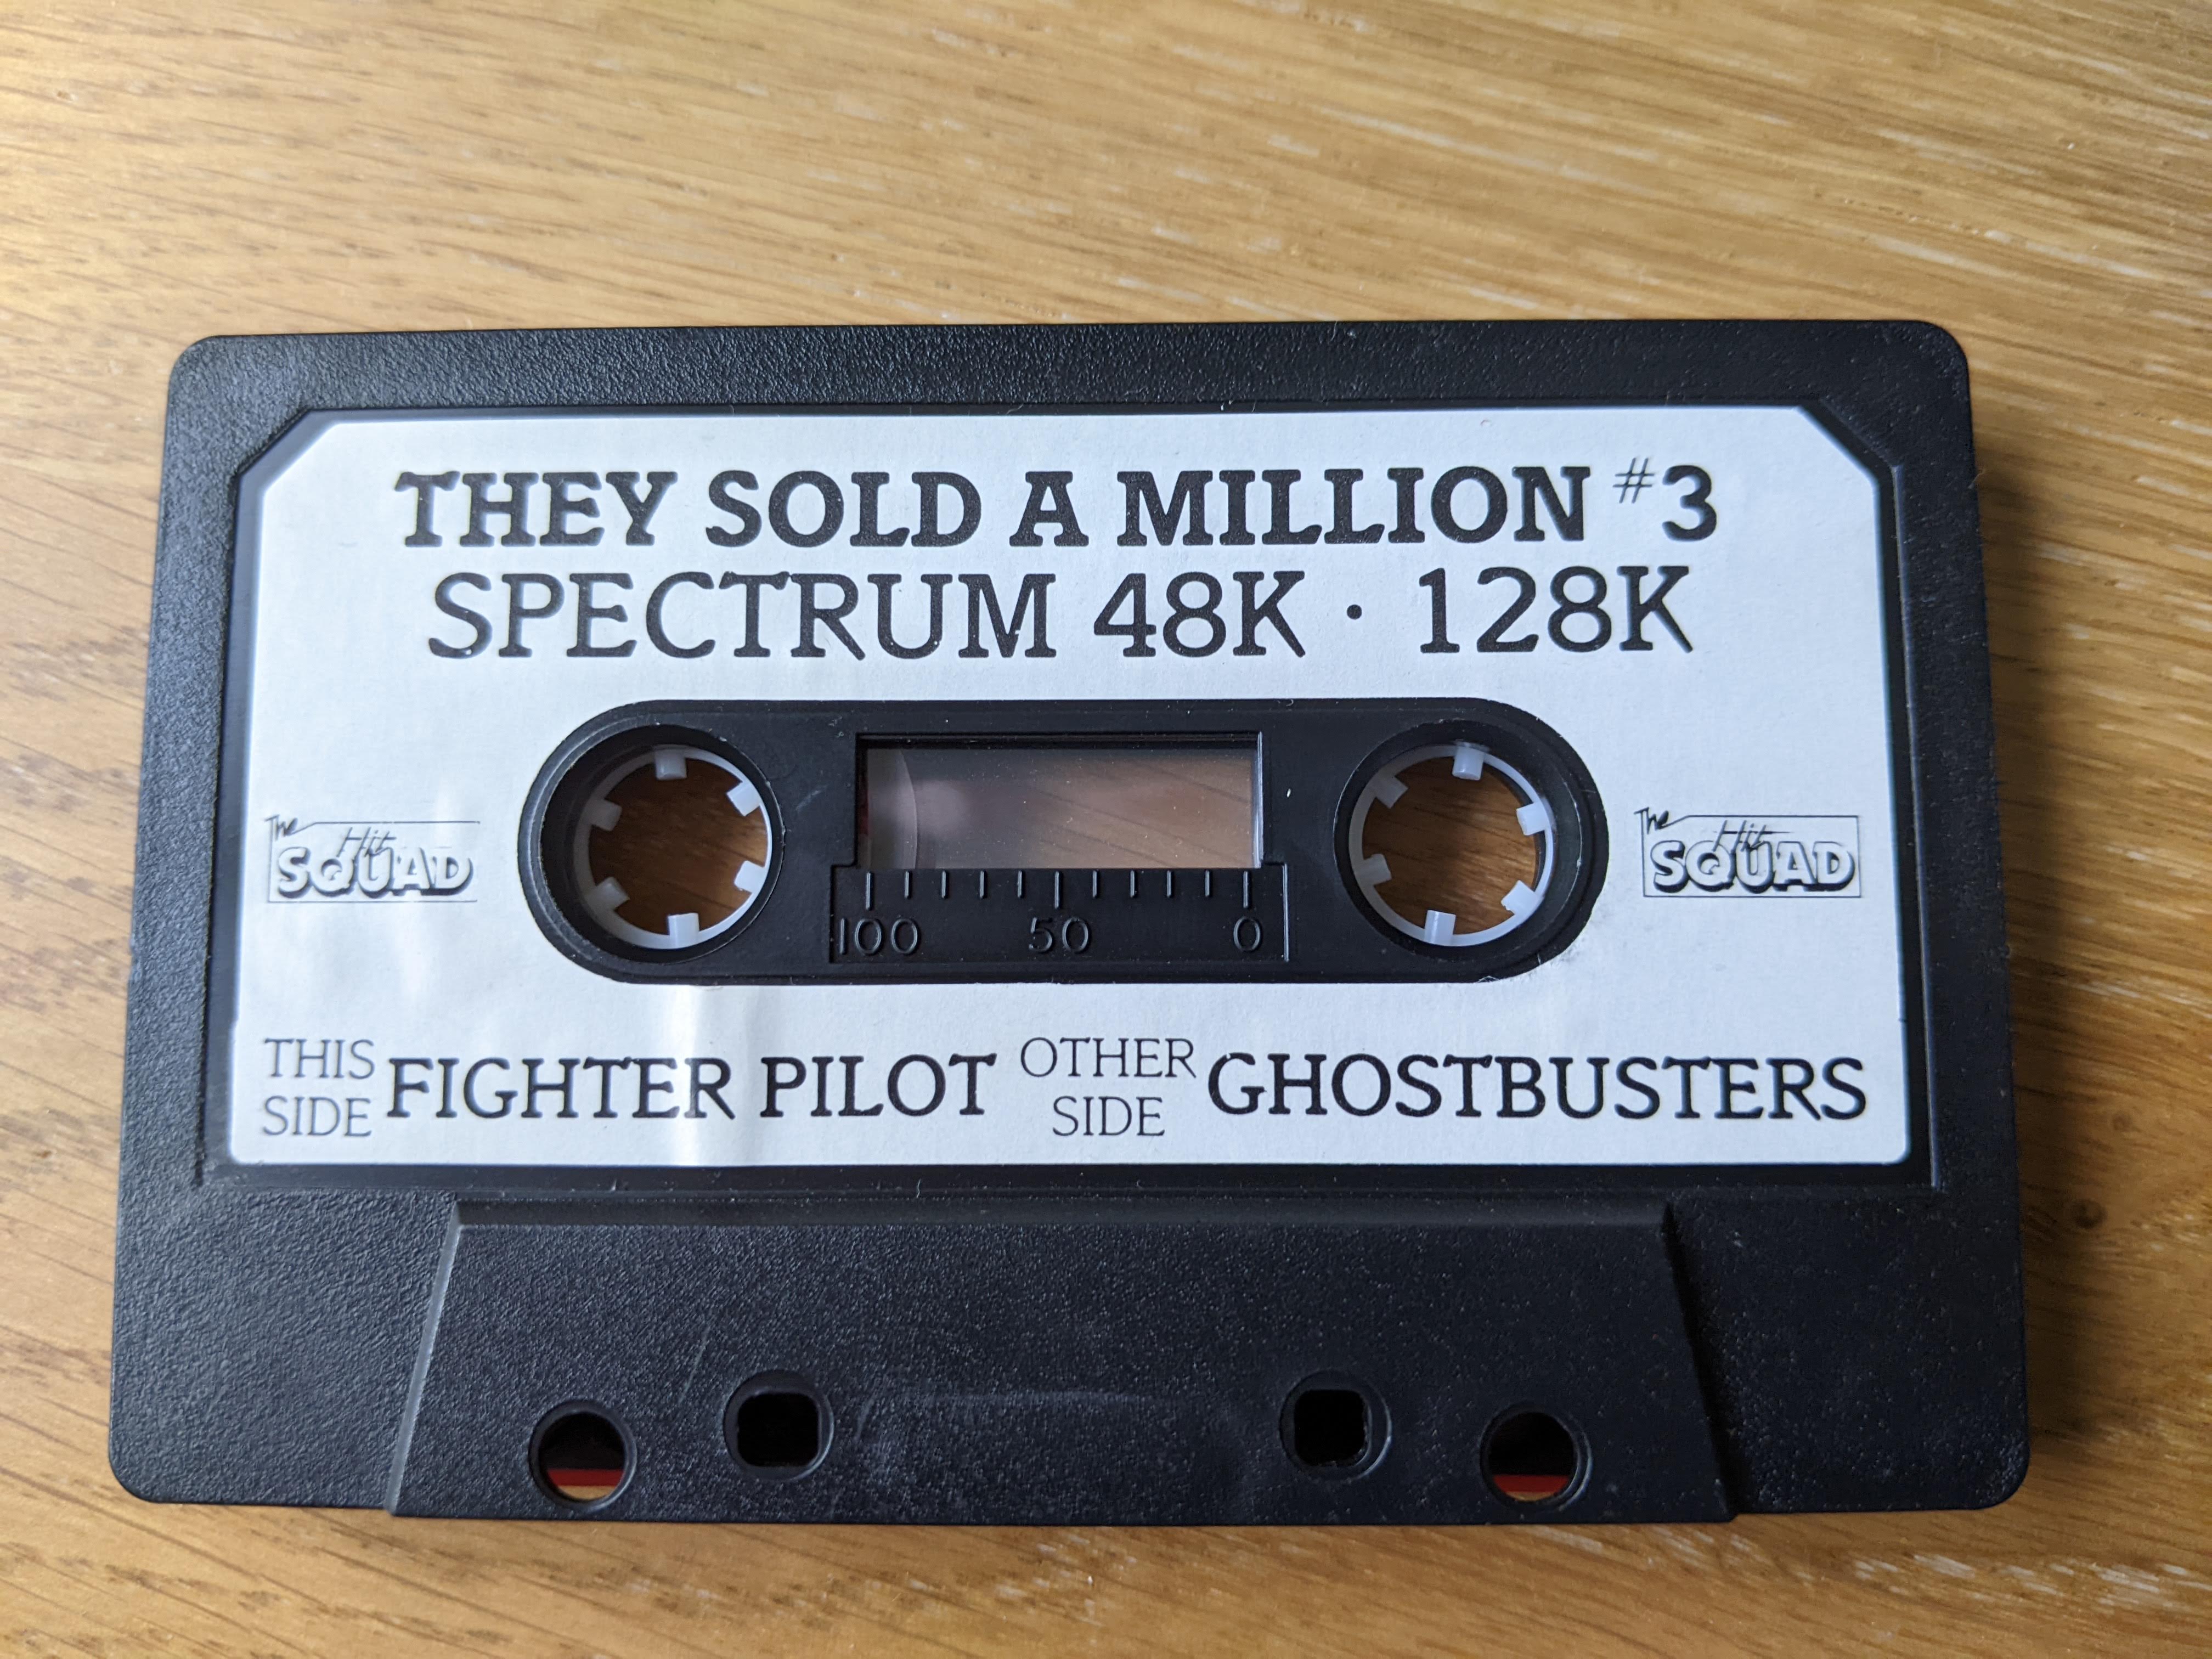 THEY SOLD A MILLION #3
SPECTRUM 48K · 128K
The Hit SQUAD
The Hit SQUAD
100 50 0
THIS SIDE FIGHTER PILOT OTHER SIDE GHOSTBUSTERS